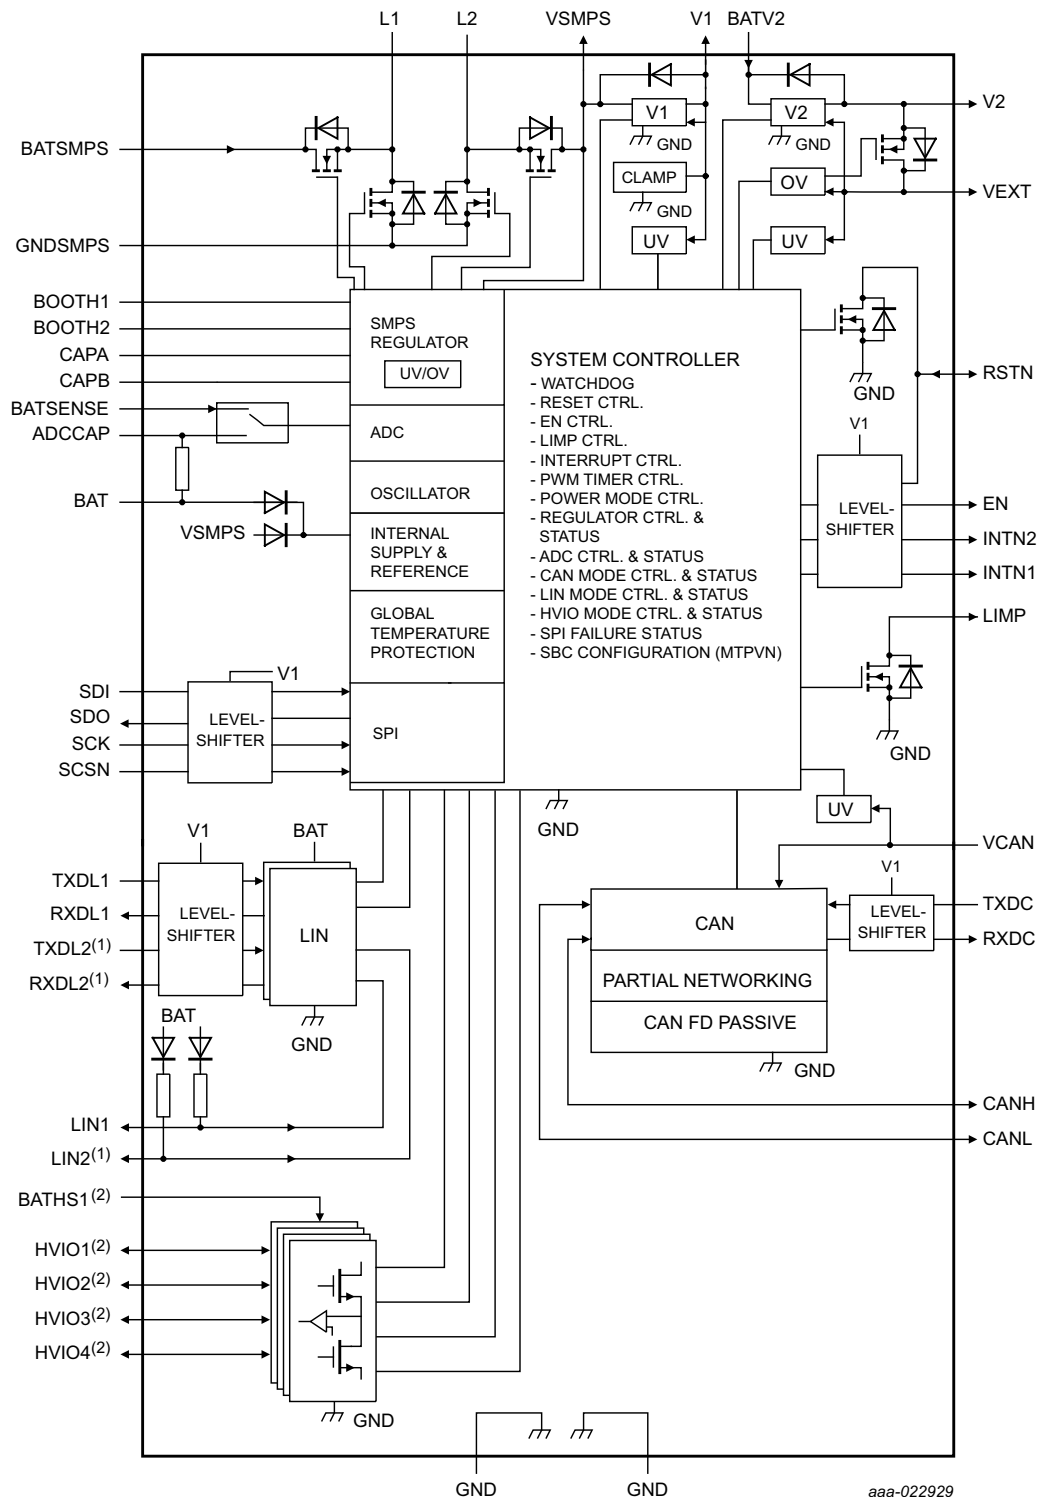 L1 L2 VSMPS V1 BATV2
V1 V2 V2
GND GND
BATSMPS
CLAMP OV VEXT
GND
GNDSMPS UV UV
BOOTH1
BOOTH2
CAPA
CAPB
BATSENSE
ADCCAP
BAT
VSMPS
SMPS
REGULATOR
UV/OV
ADC
OSCILLATOR
INTERNAL
SUPPLY &
REFERENCE
GLOBAL
TEMPERATURE
PROTECTION
SPI
SYSTEM CONTROLLER
- WATCHDOG
- RESET CTRL.
- EN CTRL.
- LIMP CTRL.
- INTERRUPT CTRL.
- PWM TIMER CTRL.
- POWER MODE CTRL.
- REGULATOR CTRL. &
STATUS
- ADC CTRL. & STATUS
- CAN MODE CTRL. & STATUS
- LIN MODE CTRL. & STATUS
- HVIO MODE CTRL. & STATUS
- SPI FAILURE STATUS
- SBC CONFIGURATION (MTPVN)
GND
RSTN
V1
LEVEL-
SHIFTER
EN
INTN2
INTN1
LIMP
GND
V1
SDI
SDO
SCK
SCSN
LEVEL-
SHIFTER
GND
UV
VCAN
V1 BAT
TXDL1
RXDL1
TXDL2(1)
RXDL2(1)
LEVEL-
SHIFTER
LIN
GND
BAT
V1
LEVEL-
SHIFTER
TXDC
RXDC
CAN
PARTIAL NETWORKING
CAN FD PASSIVE
GND
CANH
CANL
LIN1
LIN2(1)
BATHS1(2)
HVIO1(2)
HVIO2(2)
HVIO3(2)
HVIO4(2)
GND
GND GND
aaa-022929